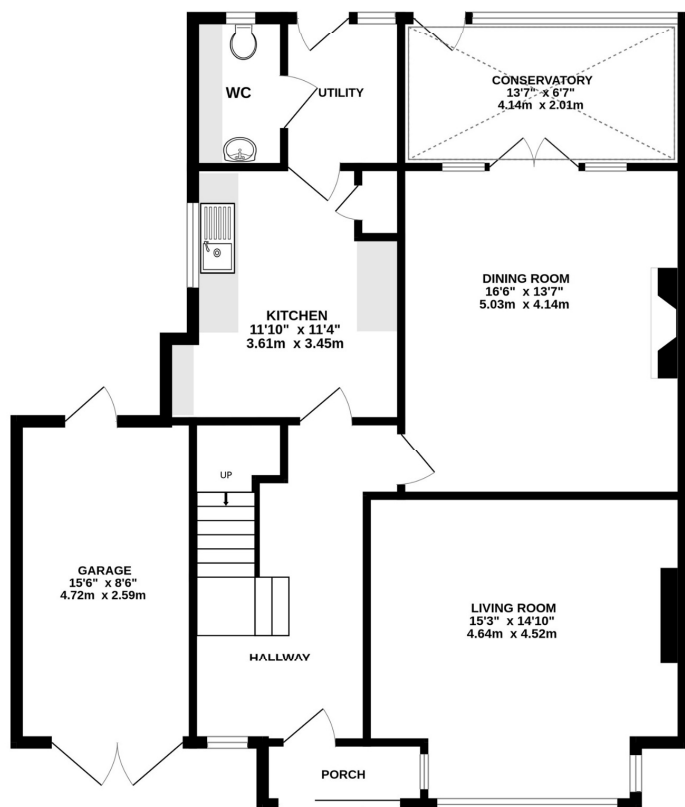 WC
UTILITY
CONSERVATORY
13'7" x 6'7"
4.14m x 2.01m
DINING ROOM
16'6" x 13'7"
5.03m x 4.14m
KITCHEN
11'10" x 11'4"
3.61m x 3.45m
UP
GARAGE
15'6" x 8'6"
4.72m x 2.59m
LIVING ROOM
15'3" x 14'10"
4.64m x 4.52m
HALLWAY
PORCH